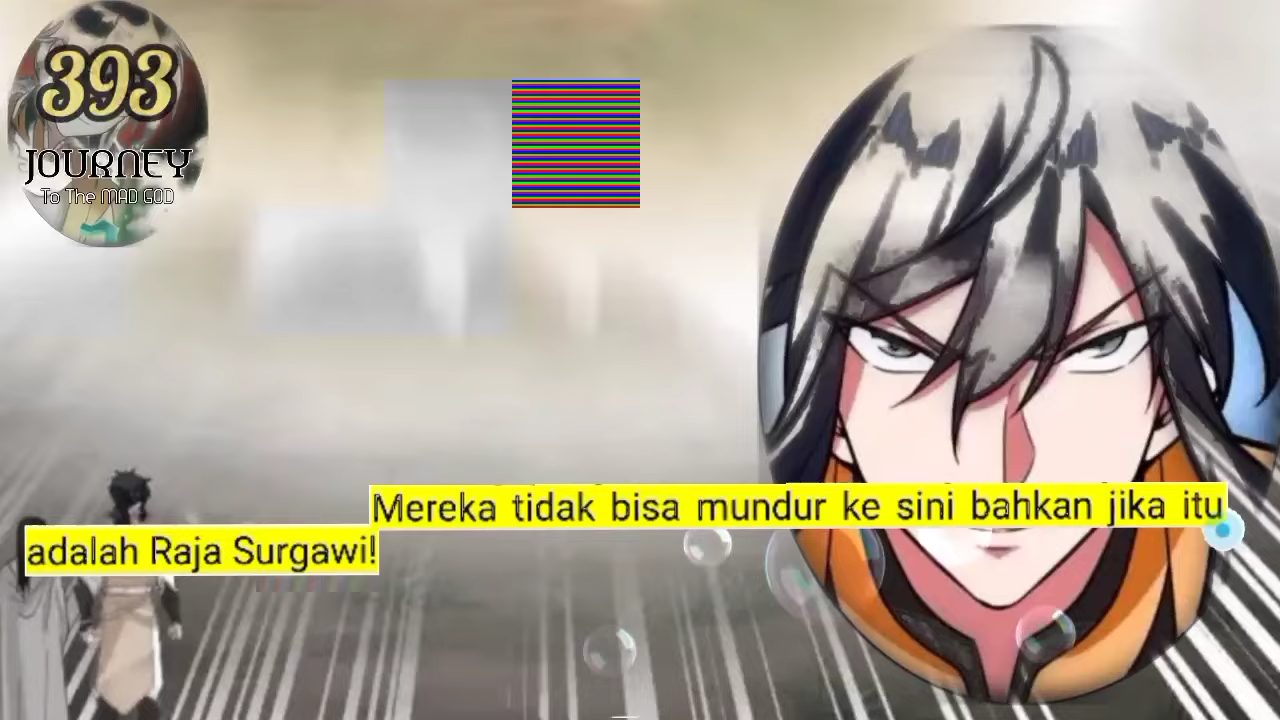 393
JOURNEY
To The MAD GOD
Mereka tidak bisa mundur ke sini bahkan jika itu
adalah Raja Surgawi!